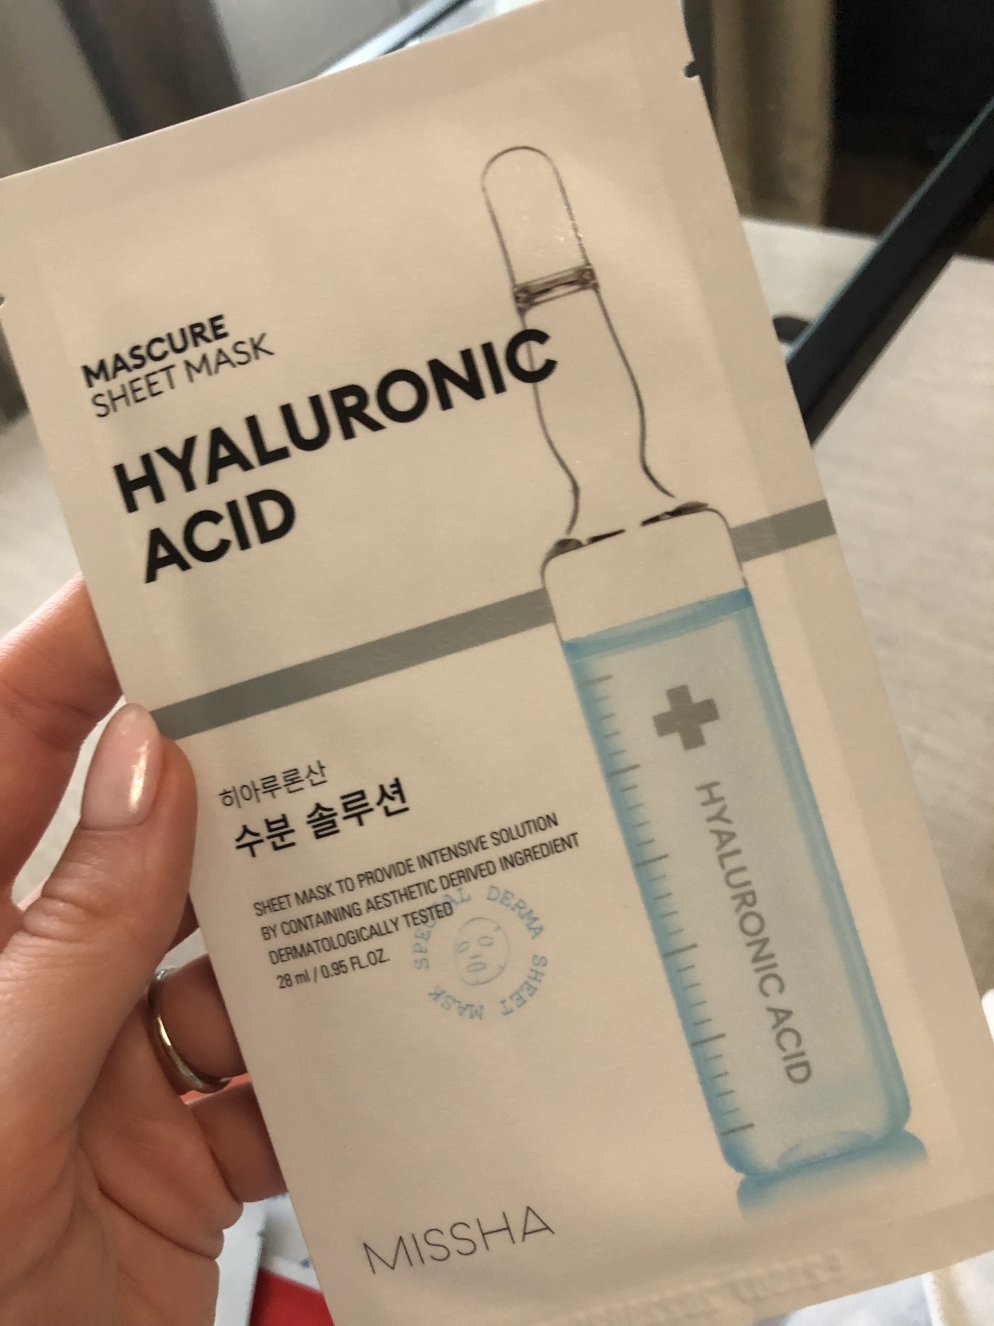 MASCURE
SHEET MASK
HYALURONIC
ACID
히아루론산
수분 솔루션
SHEET MASK TO PROVIDE INTENSIVE SOLUTION
BY CONTAINING AESTHETIC DERIVED INGREDIENT
DERMATOLOGICALLY TESTED
28 ml / 0.95 FL.OZ.
SPECIAL DERMA SHEET MASK
HYALURONIC ACID
MISSHA